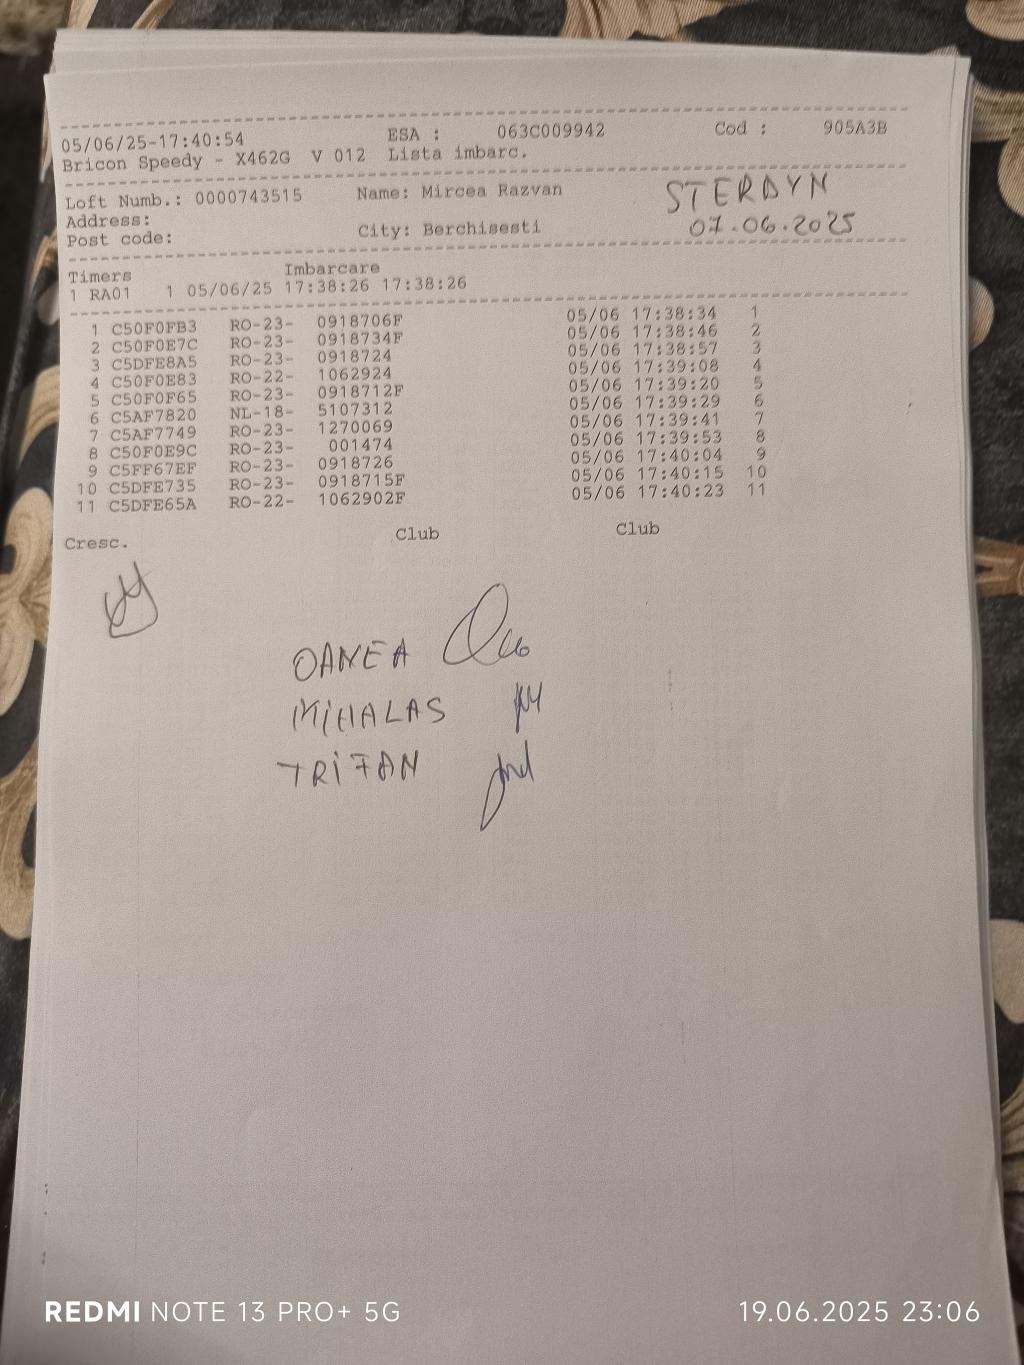 05/06/25-17:40:54 ESA : 063C009942 Cod : 905A3B
Bricon Speedy - X462G V 012 Lista imbarc.
Loft Numb.: 0000743515 Name: Mircea Razvan STERDYN
Address:
07.06.2025
Post code: City: Berchisesti
Timers Imbarcare
1 RA01 1 05/06/25 17:38:26 17:38:26
1 C50F0FB3 RO-23- 0918706F 05/06 17:38:34 1
2 C50F0E7C RO-23- 0918734F 05/06 17:38:46 2
3 C5DFE8A5 RO-23- 0918724 05/06 17:38:57 3
4 C50F0E83 RO-22- 1062924 05/06 17:39:08 4
5 C50F0F65 RO-23- 0918712F 05/06 17:39:20 5
6 C5AF7820 NL-18- 5107312 05/06 17:39:29 6
7 C5AF7749 RO-23- 1270069 05/06 17:39:41 7
8 C50F0E9C RO-23- 001474 05/06 17:39:53 8
9 C5FF67EF RO-23- 0918726 05/06 17:40:04 9
10 C5DFE735 RO-23- 0918715F 05/06 17:40:15 10
11 C5DFE65A RO-22- 1062902F 05/06 17:40:23 11
Cresc. Club Club
OANEA
MIHALAS
TRIFAN
REDMI NOTE 13 PRO+ 5G 19.06.2025 23:06